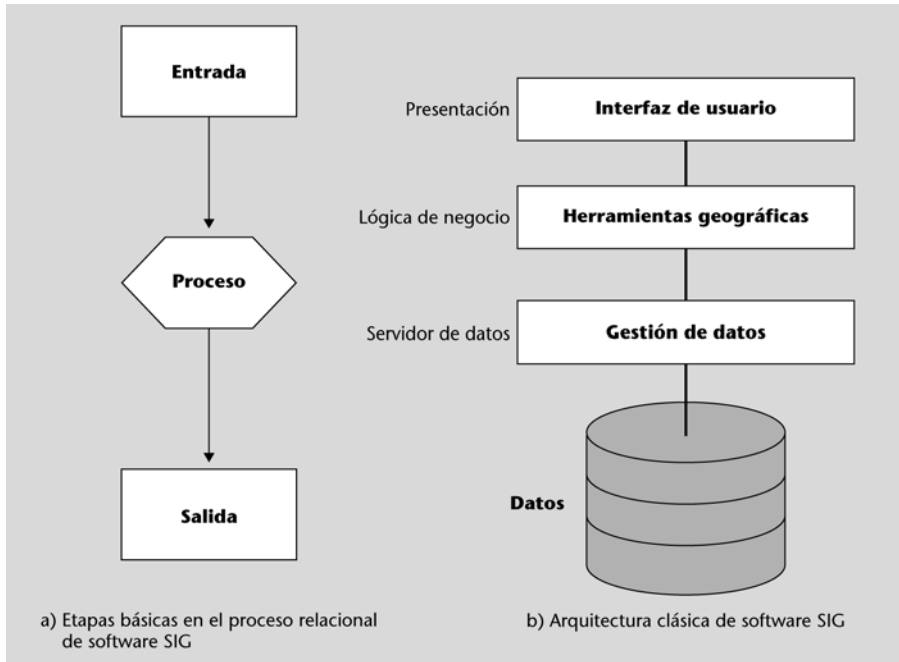 Entrada
Proceso
Salida
a) Etapas básicas en el proceso relacional
de software SIG
Presentación
Interfaz de usuario
Lógica de negocio
Herramientas geográficas
Servidor de datos
Gestión de datos
Datos
b) Arquitectura clásica de software SIG